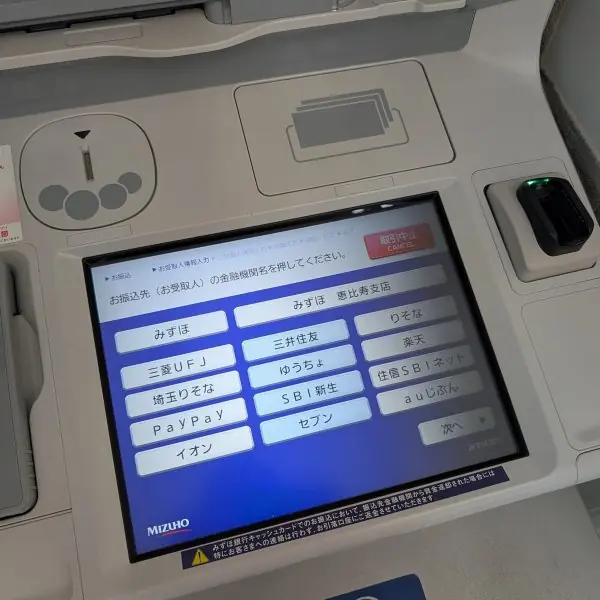 ▶お振込 ▶お受取人情報入力
取引中止
CANCEL
お振込先（お受取人）の金融機関名を押してください。
みずほ
みずほ 恵比寿支店
三菱UFJ
三井住友
りそな
埼玉りそな
ゆうちょ
楽天
PayPay
SBI新生
住信SBIネット
イオン
セブン
auじぶん
次へ ▶
MIZUHO
みずほ銀行キャッシュカードでのお振込において、振込先金融機関から資金返却された場合には
特にお客さまへの連絡は行わず、お引落口座にご返金させていただきます。